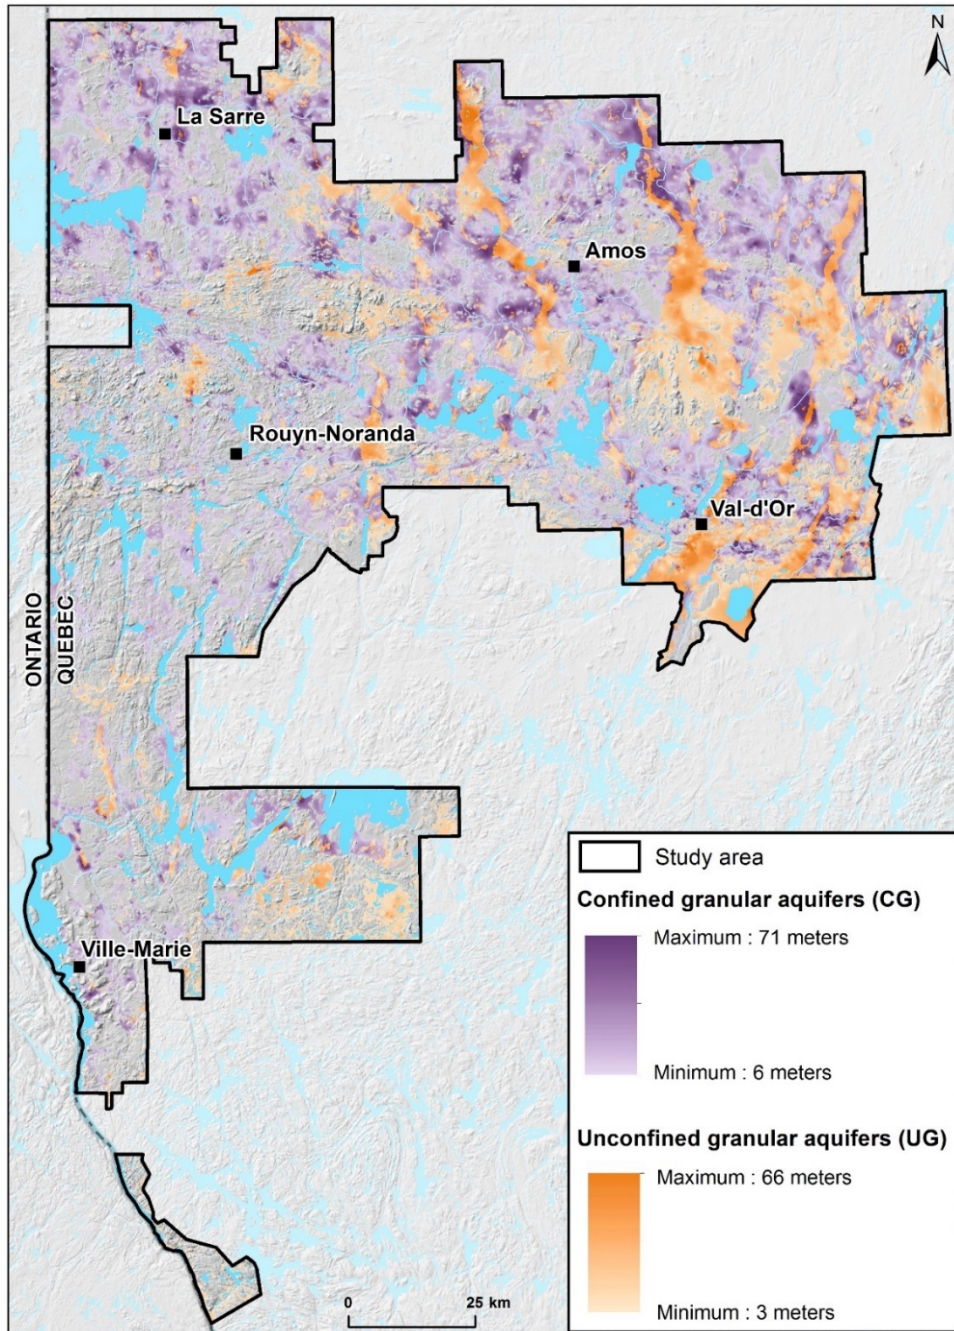 N
La Sarre
Amos
Rouyn-Noranda
Val-d'Or
ONTARIO
QUEBEC
Ville-Marie
Study area
Confined granular aquifers (CG)
Maximum : 71 meters
Minimum : 6 meters
Unconfined granular aquifers (UG)
Maximum : 66 meters
Minimum : 3 meters
0 25 km